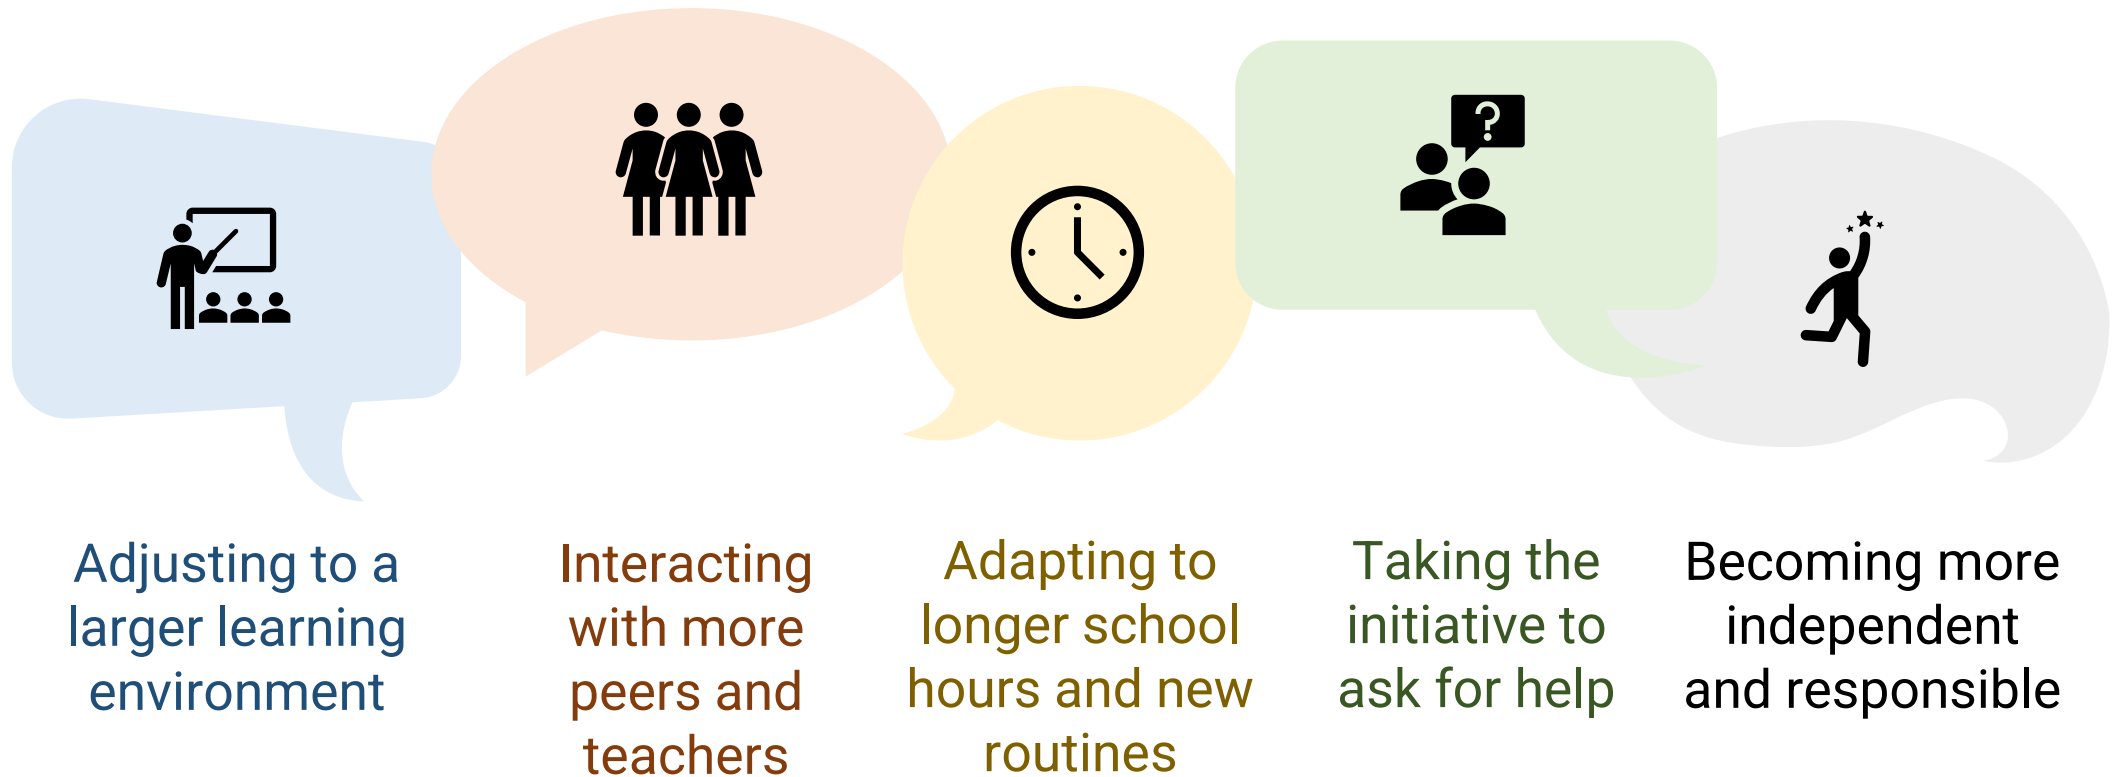 ?
Adjusting to a
larger learning
environment
Interacting
with more
peers and
teachers
Adapting to
longer school
hours and new
routines
Taking the
initiative to
ask for help
Becoming more
independent
and responsible